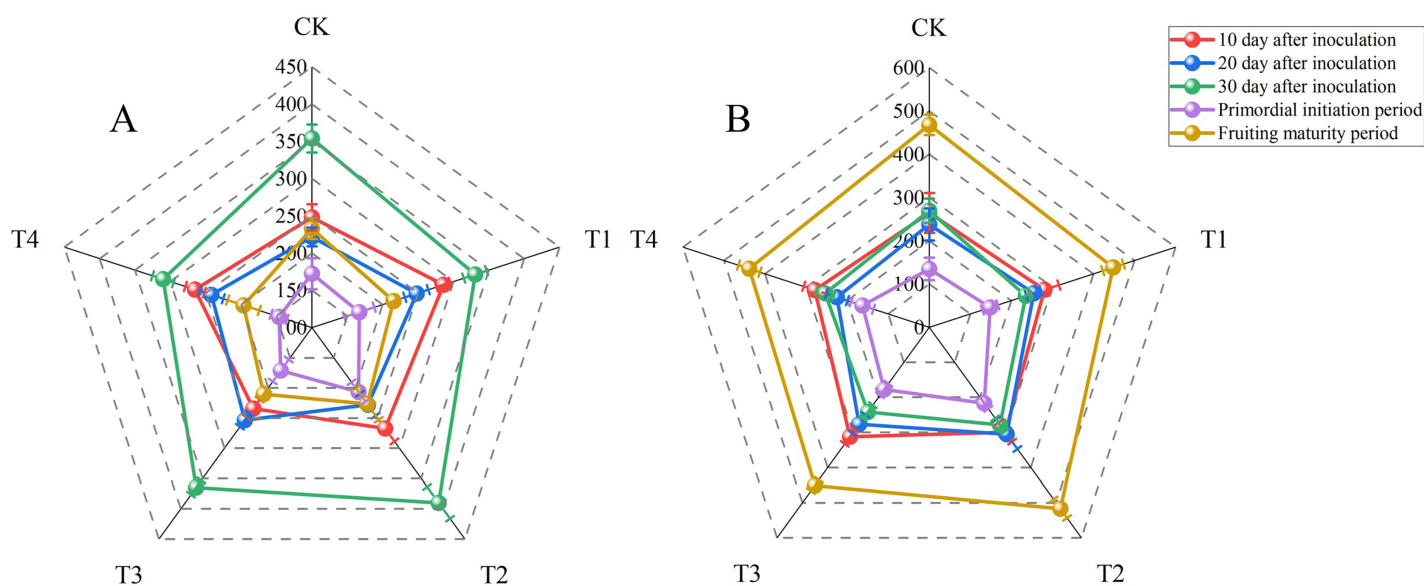 CK
450
400
350
300
250
200
150
00
A
T4
T1
T3
T2
CK
600
500
400
300
200
100
0
B
T4
T1
T3
T2
10 day after inoculation
20 day after inoculation
30 day after inoculation
Primordial initiation period
Fruiting maturity period